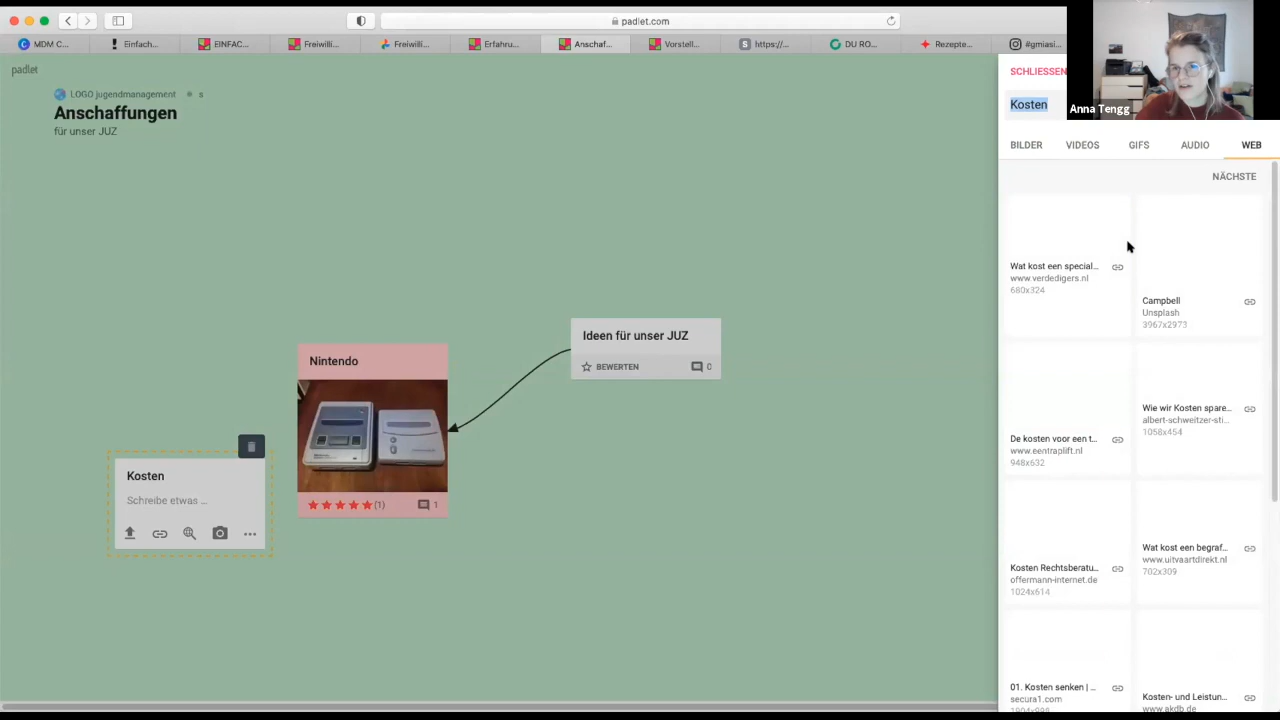 padlet.com
MDM C...
Einfach...
EINFAC...
Freiwilli...
Freiwilli...
Erfahru...
Anschaf...
Vorstell...
https://...
DU RO...
Rezepte...
#gmiasi...
padlet
LOGO jugendmanagement
s
Anschaffungen
für unser JUZ
SCHLIESSEN
Kosten
Anna Tengg
BILDER
VIDEOS
GIFS
AUDIO
WEB
NÄCHSTE
Wat kost een special...
www.verdedigers.nl
680x324
Campbell
Unsplash
3967x2973
Ideen für unser JUZ
BEWERTEN
0
Nintendo
(1)
1
Kosten
Schreibe etwas ...
De kosten voor een t...
www.eentraplift.nl
948x632
Wie wir Kosten spare...
albert-schweitzer-sti...
1058x454
Kosten Rechtsberatu...
offermann-internet.de
1024x614
Wat kost een begraf...
www.uitvaartdirekt.nl
702x309
01. Kosten senken | ...
secura1.com
Kosten- und Leistun...
www.akdb.de